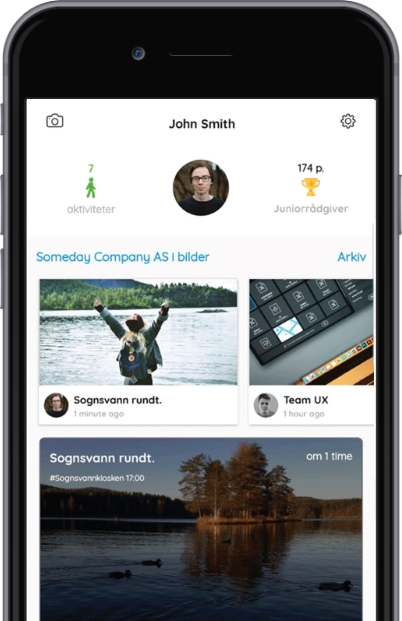 John Smith
7
aktiviteter
174 p.
Juniorrådgiver
Someday Company AS i bilder
Arkiv
Sognsvann rundt.
1 minute ago
Team UX
1 hour ago
Sognsvann rundt.
om 1 time
#Sognsvannkiosken 17:00